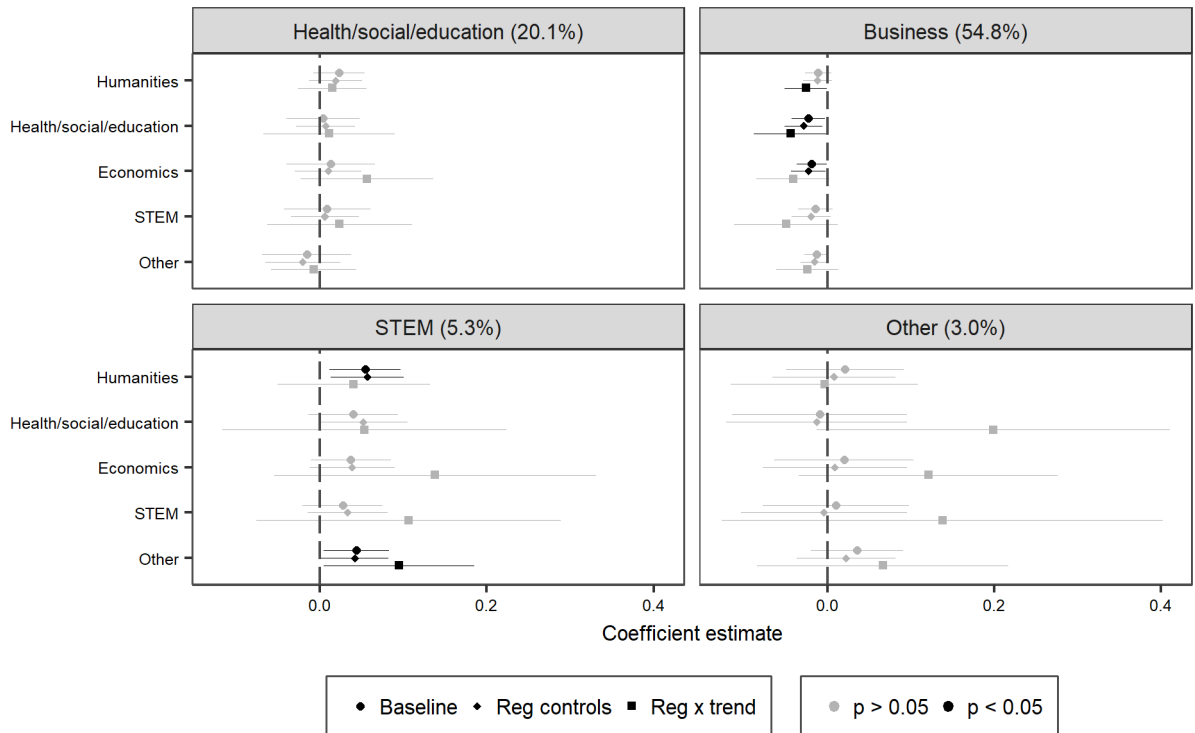 Health/social/education (20.1%)
Business (54.8%)
Humanities
Health/social/education
Economics
STEM
Other
STEM (5.3%)
Other (3.0%)
Humanities
Health/social/education
Economics
STEM
Other
0.0 0.2 0.4 0.0 0.2 0.4
Coefficient estimate
Baseline Reg controls Reg x trend p > 0.05 p < 0.05